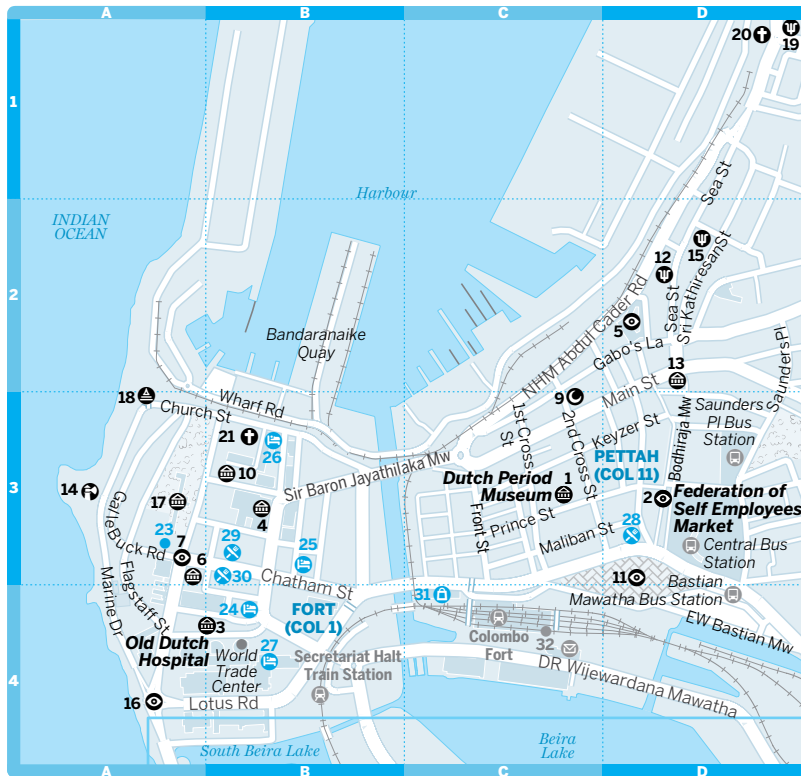 A
B
C
D
20
19
1
1
Sea St
Harbour
INDIAN
OCEAN
12
15
2
2
Sea St
Sri Kathiresan St
NHM Abdul Cader Rd
5
Gabo's La
Bandaranaike
Quay
13
Main St
Saunders Pl
18
Wharf Rd
Church St
9
1st Cross
St
2nd Cross St
Keyzer St
Bodhiraja Mw
Saunders
Pl Bus
Station
21
26
PETTAH
(COL 11)
10
Sir Baron Jayathilaka Mw
3
3
14
17
4
Dutch Period
Museum
1
2
Federation of
Self Employees
Market
Galle Buck Rd
23
7
6
29
25
Front St
Prince St
Maliban St
28
Central Bus
Station
30
Chatham St
31
11
Bastian
Mawatha Bus Station
Flagstaff St
Marine Dr
24
FORT
(COL 1)
3
Old Dutch
Hospital
World
Trade
Center
27
Secretariat Halt
Train Station
Colombo
Fort
32
EW Bastian Mw
DR Wijewardana Mawatha
4
4
16
Lotus Rd
South Beira Lake
Beira
Lake
A
B
C
D